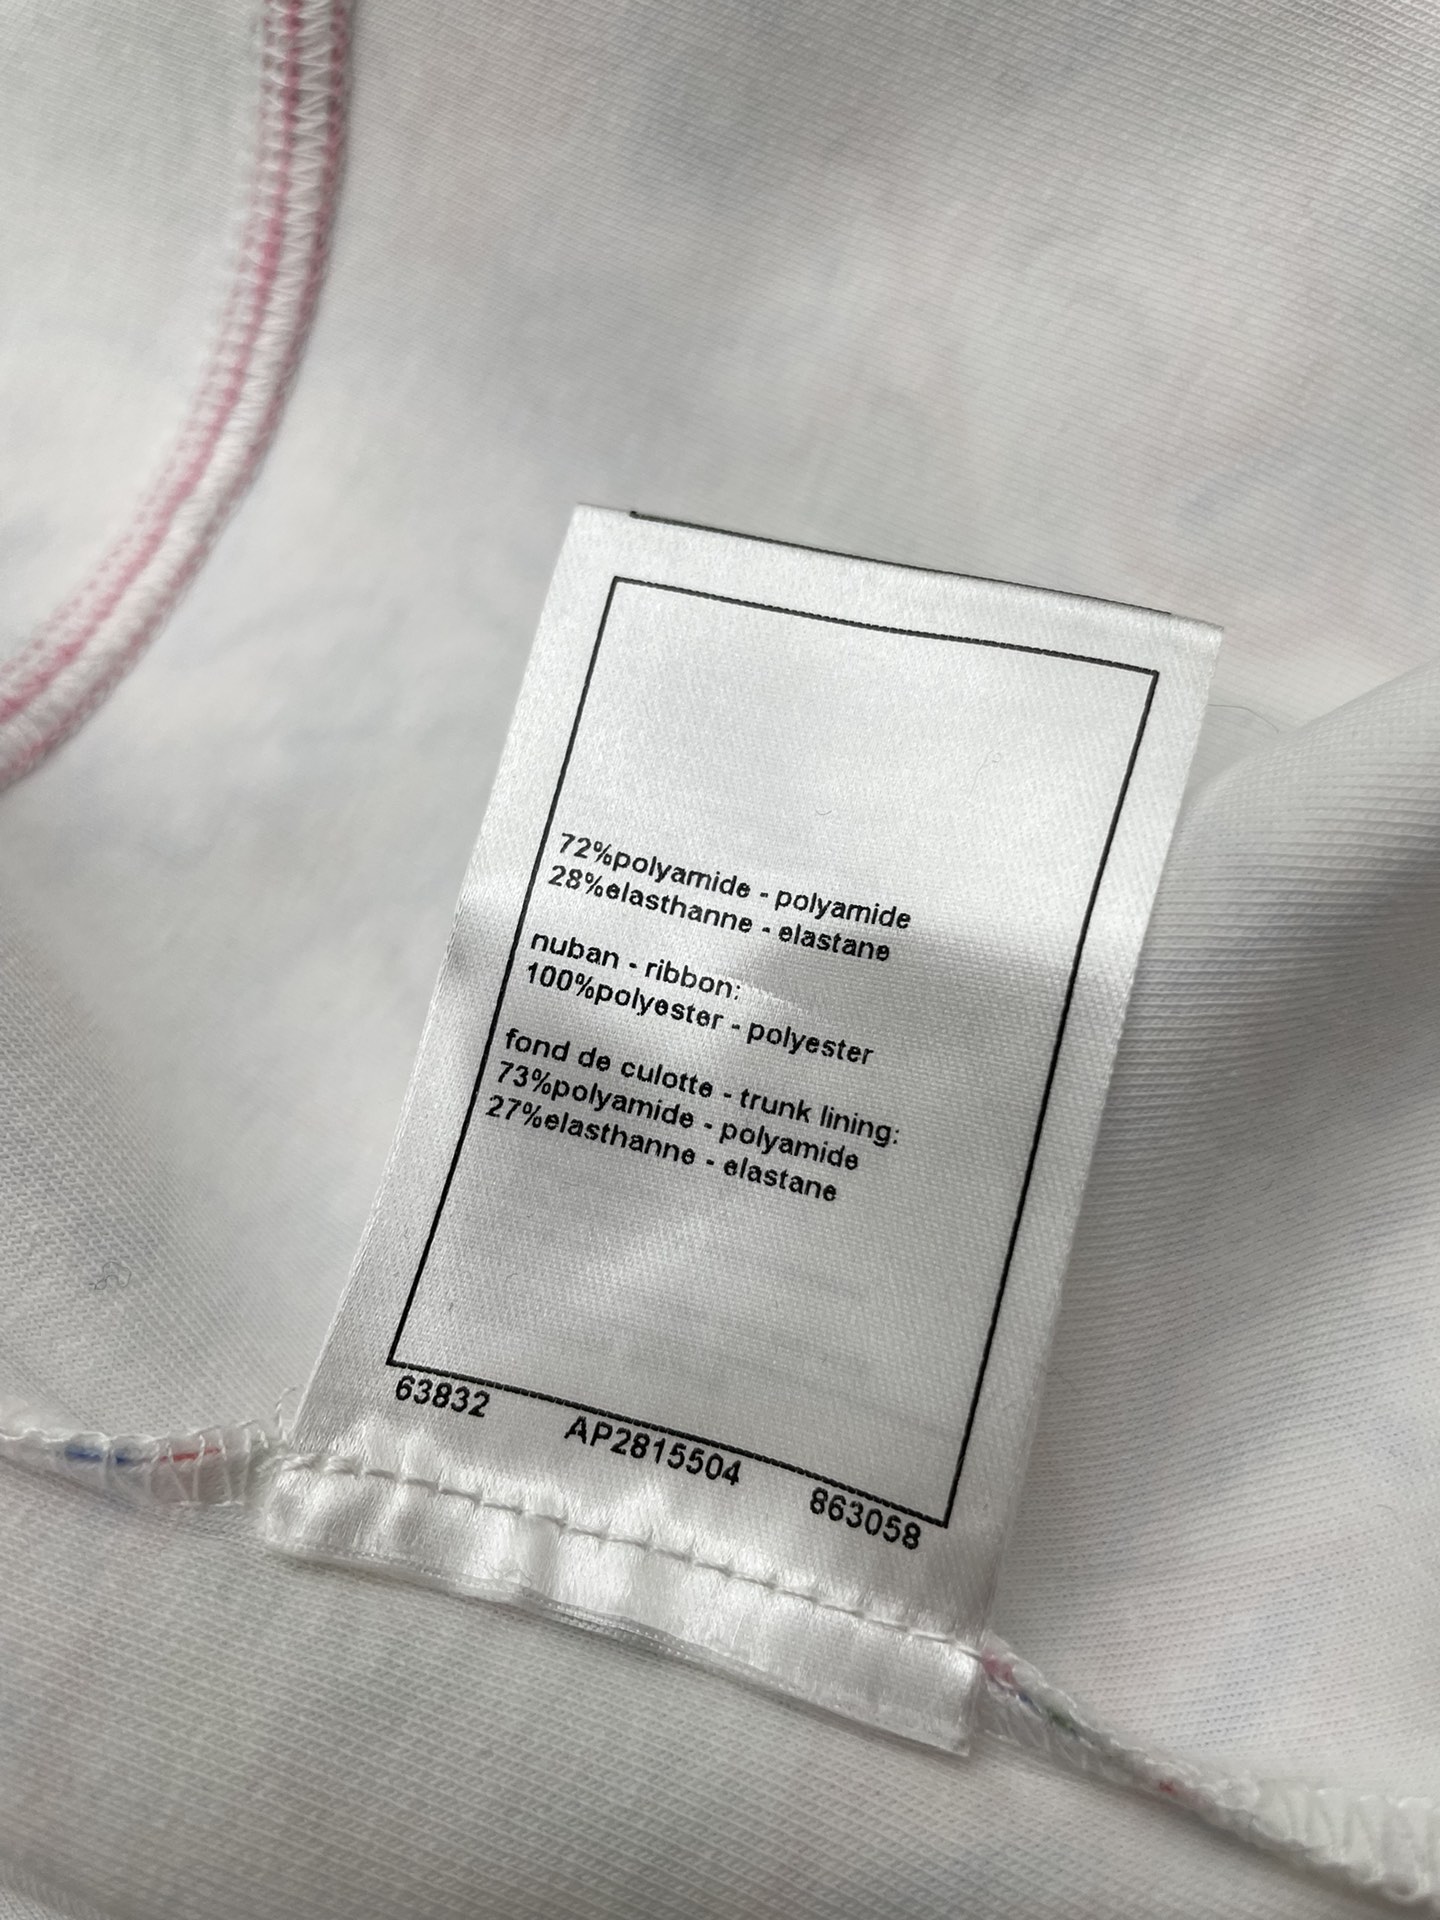 72%polyamide - polyamide
28%elasthanne - elastane
nuban - ribbon:
100%polyester - polyester
fond de culotte - trunk lining:
73%polyamide - polyamide
27%elasthanne - elastane
63832 AP2815504 863058